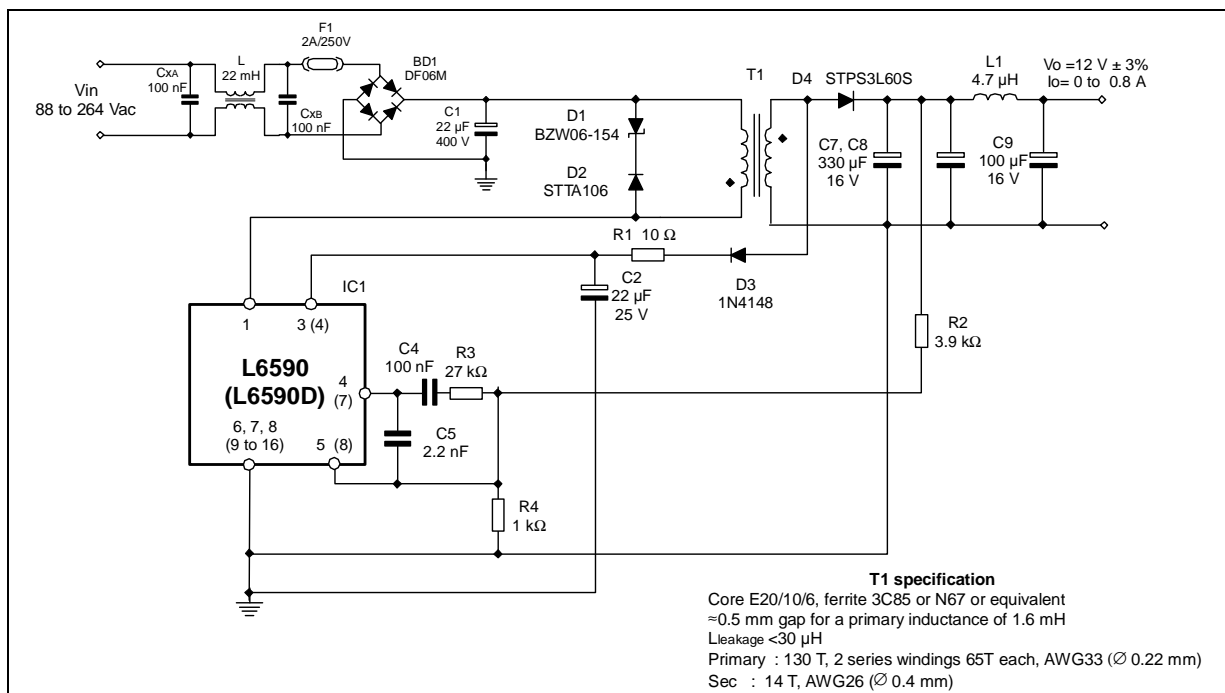 F1
2A/250V
L
22 mH
CxA
100 nF
CxB
100 nF
Vin
88 to 264 Vac
BD1
DF06M
C1
22 µF
400 V
D1
BZW06-154
D2
STTA106
T1
D4 STPS3L60S
L1
4.7 µH
Vo =12 V ± 3%
Io= 0 to 0.8 A
C7, C8
330 µF
16 V
C9
100 µF
16 V
R1 10 Ω
D3
1N4148
C2
22 µF
25 V
R2
3.9 kΩ
IC1
1
3 (4)
L6590
(L6590D)
4
(7)
6, 7, 8
(9 to 16)
5 (8)
C4
100 nF
R3
27 kΩ
C5
2.2 nF
R4
1 kΩ
T1 specification
Core E20/10/6, ferrite 3C85 or N67 or equivalent
≈0.5 mm gap for a primary inductance of 1.6 mH
Lleakage <30 µH
Primary : 130 T, 2 series windings 65T each, AWG33 (∅ 0.22 mm)
Sec : 14 T, AWG26 (∅ 0.4 mm)